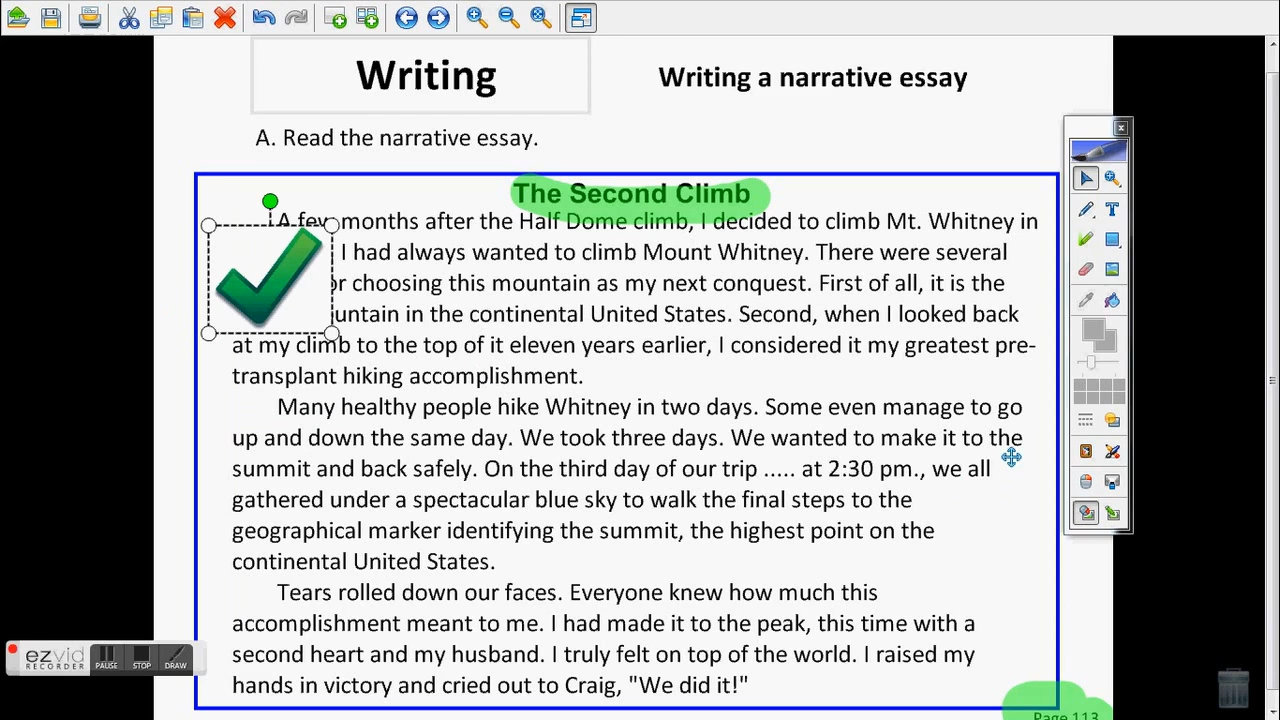 Writing
Writing a narrative essay
A. Read the narrative essay.
The Second Climb
A few months after the Half Dome climb, I decided to climb Mt. Whitney in
I had always wanted to climb Mount Whitney. There were several
choosing this mountain as my next conquest. First of all, it is the
in the continental United States. Second, when I looked back
at my climb to the top of it eleven years earlier, I considered it my greatest pre-
transplant hiking accomplishment.
Many healthy people hike Whitney in two days. Some even manage to go
up and down the same day. We took three days. We wanted to make it to the
summit and back safely. On the third day of our trip ..... at 2:30 pm., we all
gathered under a spectacular blue sky to walk the final steps to the
geographical marker identifying the summit, the highest point on the
continental United States.
Tears rolled down our faces. Everyone knew how much this
accomplishment meant to me. I had made it to the peak, this time with a
second heart and my husband. I truly felt on top of the world. I raised my
hands in victory and cried out to Craig, "We did it!"
Page 113
ezvid
RECORDER
PAUSE
STOP
DRAW